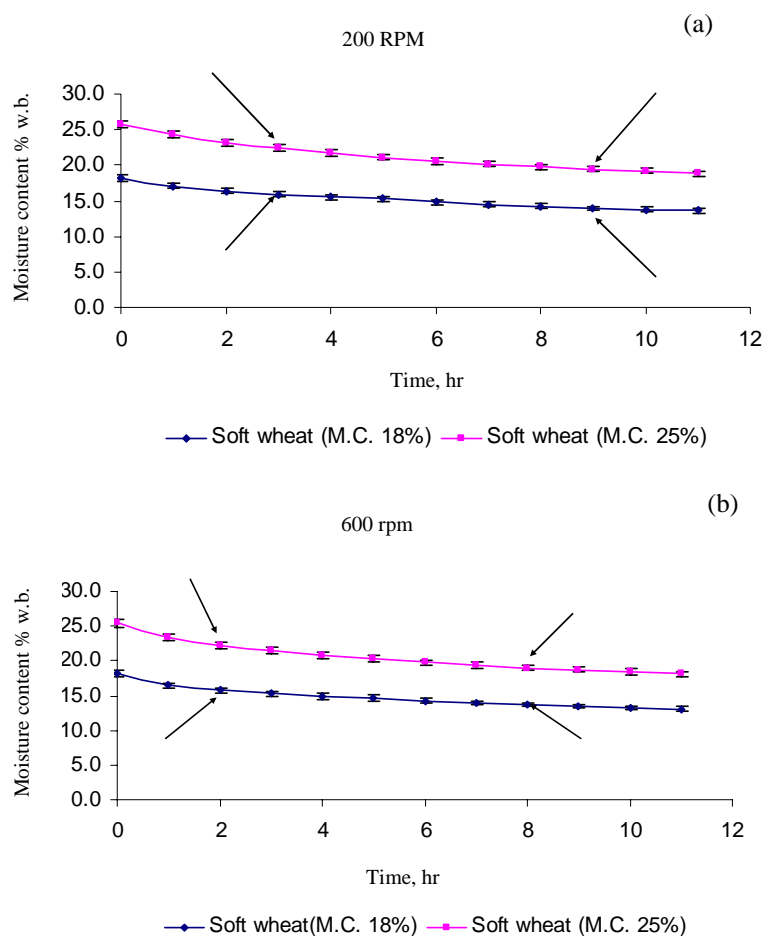 (a)
200 RPM
30.0
25.0
20.0
15.0
10.0
5.0
0.0
Moisture content % w.b.
0 2 4 6 8 10 12
Time, hr
Soft wheat (M.C. 18%) Soft wheat (M.C. 25%)
(b)
600 rpm
30.0
25.0
20.0
15.0
10.0
5.0
0.0
Moisture content % w.b.
0 2 4 6 8 10 12
Time, hr
Soft wheat(M.C. 18%) Soft wheat (M.C. 25%)